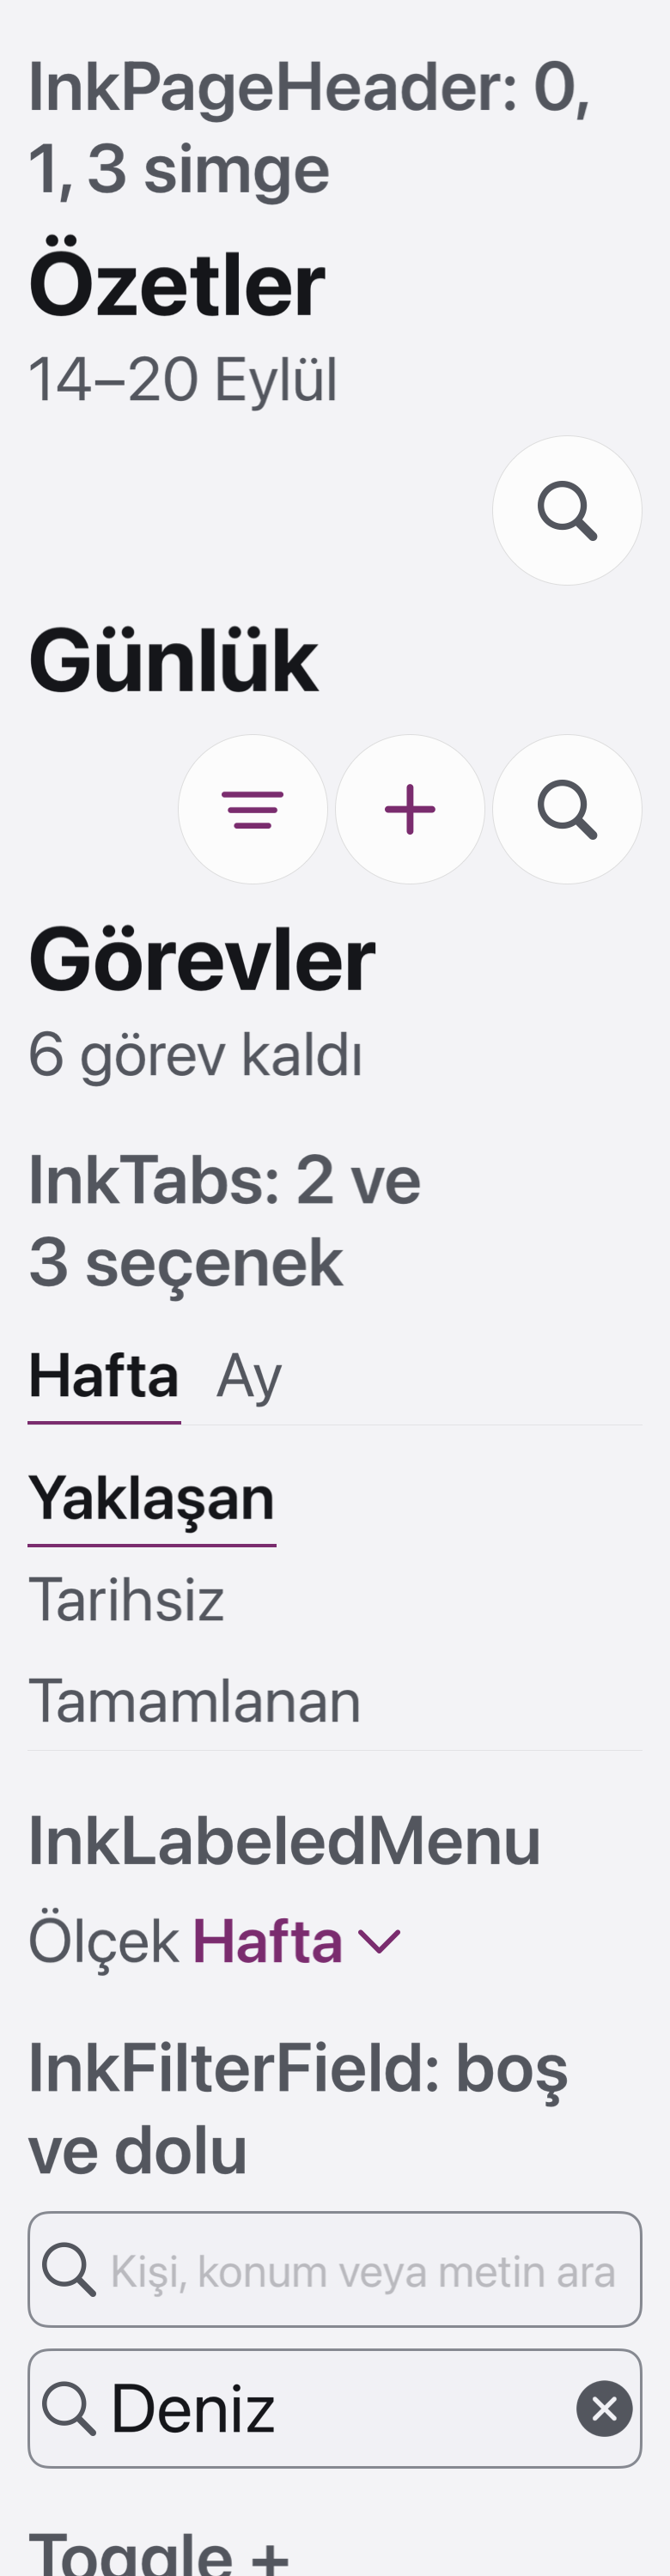 InkPageHeader: 0,
1, 3 simge
Özetler
14–20 Eylül
Günlük
Görevler
6 görev kaldı
InkTabs: 2 ve
3 seçenek
Hafta Ay
Yaklaşan
Tarihsiz
Tamamlanan
InkLabeledMenu
Ölçek Hafta
InkFilterField: boş
ve dolu
Kişi, konum veya metin ara
Deniz
Toggle +